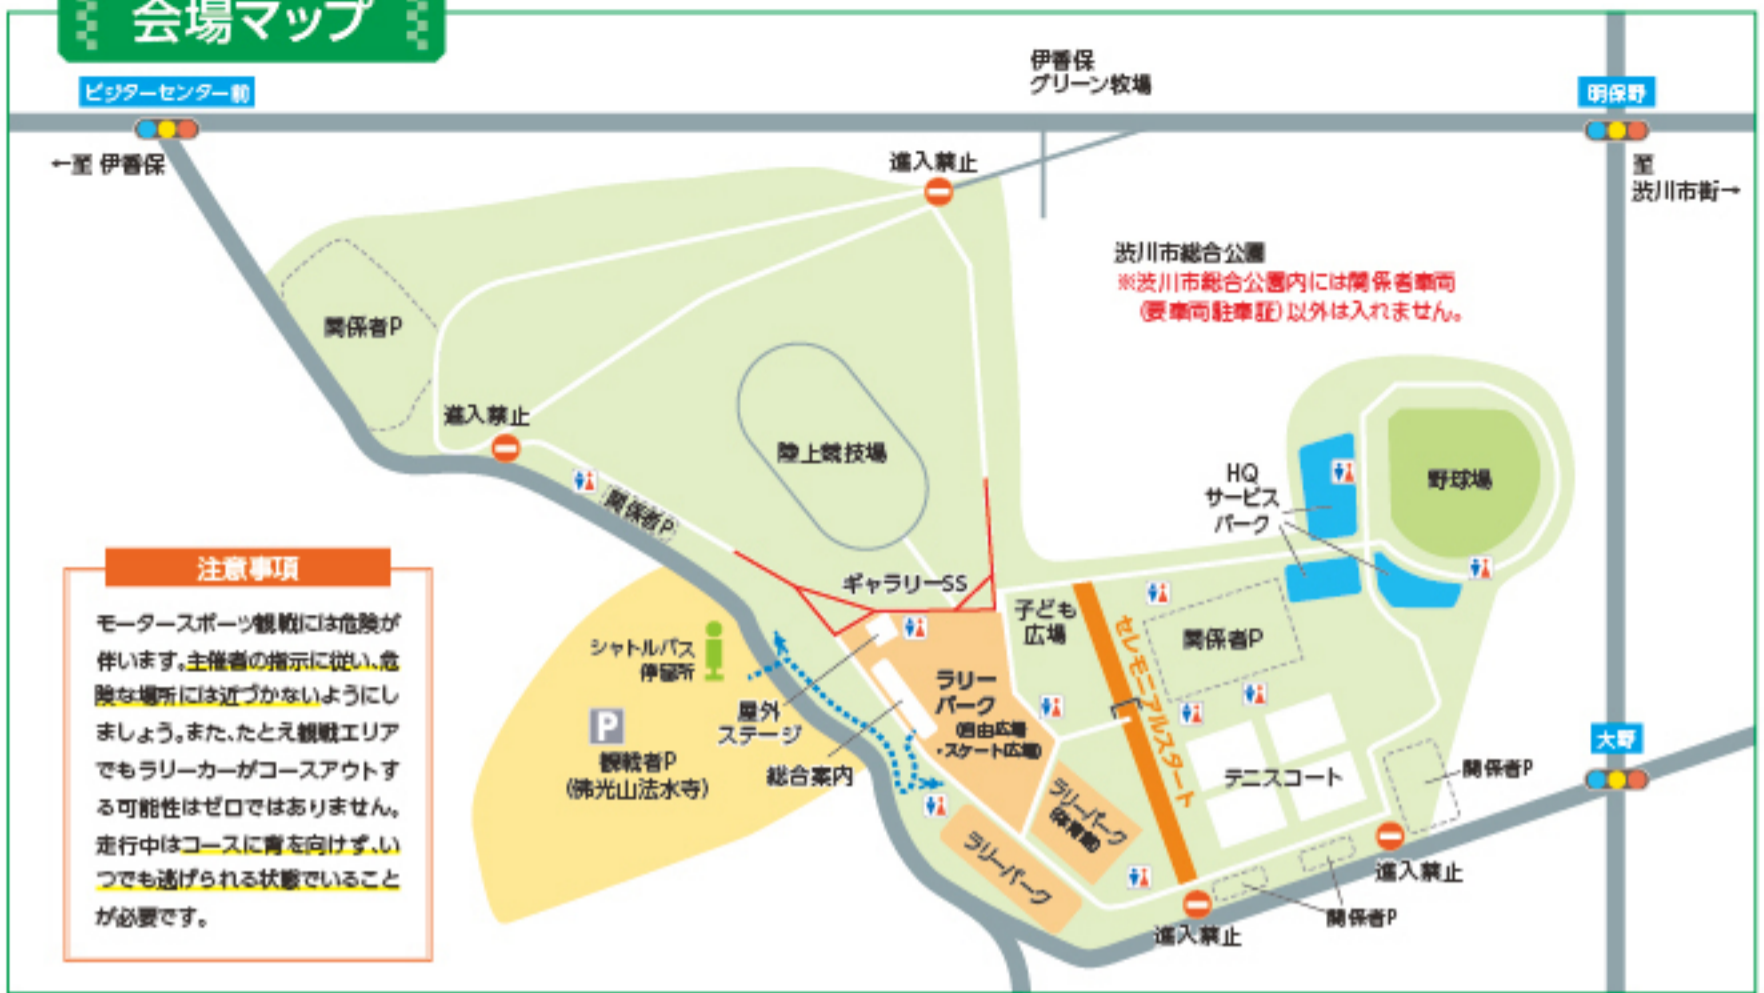 会場マップ
ビジターセンター前
←至 伊香保
伊香保
グリーン牧場
明保野
至
渋川市街→
進入禁止
渋川市総合公園
※渋川市総合公園内には関係者車両
(要車両駐車証)以外は入れません。
関係者P
進入禁止
陸上競技場
関係者P
HQ
サービス
パーク
野球場
ギャラリーSS
子ども
広場
セレモニアルスタート
関係者P
シャトルバス
停留所
屋外
ステージ
総合案内
P
観戦者P
(佛光山法水寺)
ラリー
パーク
(自由広場
・スケート広場)
ラリーパーク
(体育館)
ラリーパーク
テニスコート
大野
関係者P
進入禁止
関係者P
進入禁止
注意事項
モータースポーツ観戦には危険が
伴います。主催者の指示に従い、危
険な場所には近づかないようにし
ましょう。また、たとえ観戦エリア
でもラリーカーがコースアウトす
る可能性はゼロではありません。
走行中はコースに背を向けず、い
つでも逃げられる状態でいること
が必要です。